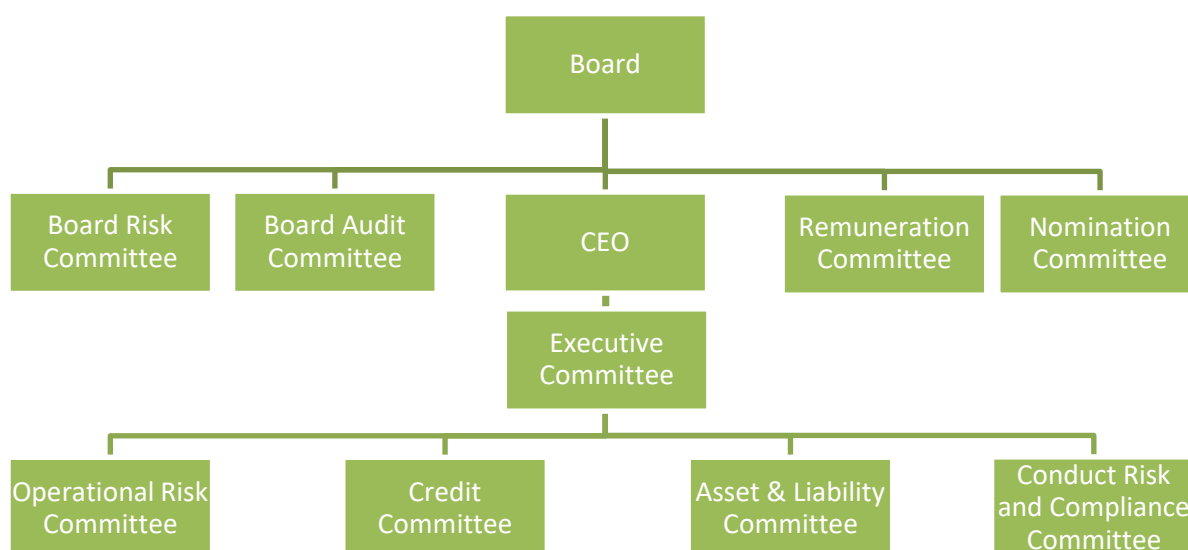 Board
Board Risk
Committee
Board Audit
Committee
CEO
Remuneration
Committee
Nomination
Committee
Executive
Committee
Operational Risk
Committee
Credit
Committee
Asset & Liability
Committee
Conduct Risk
and Compliance
Committee